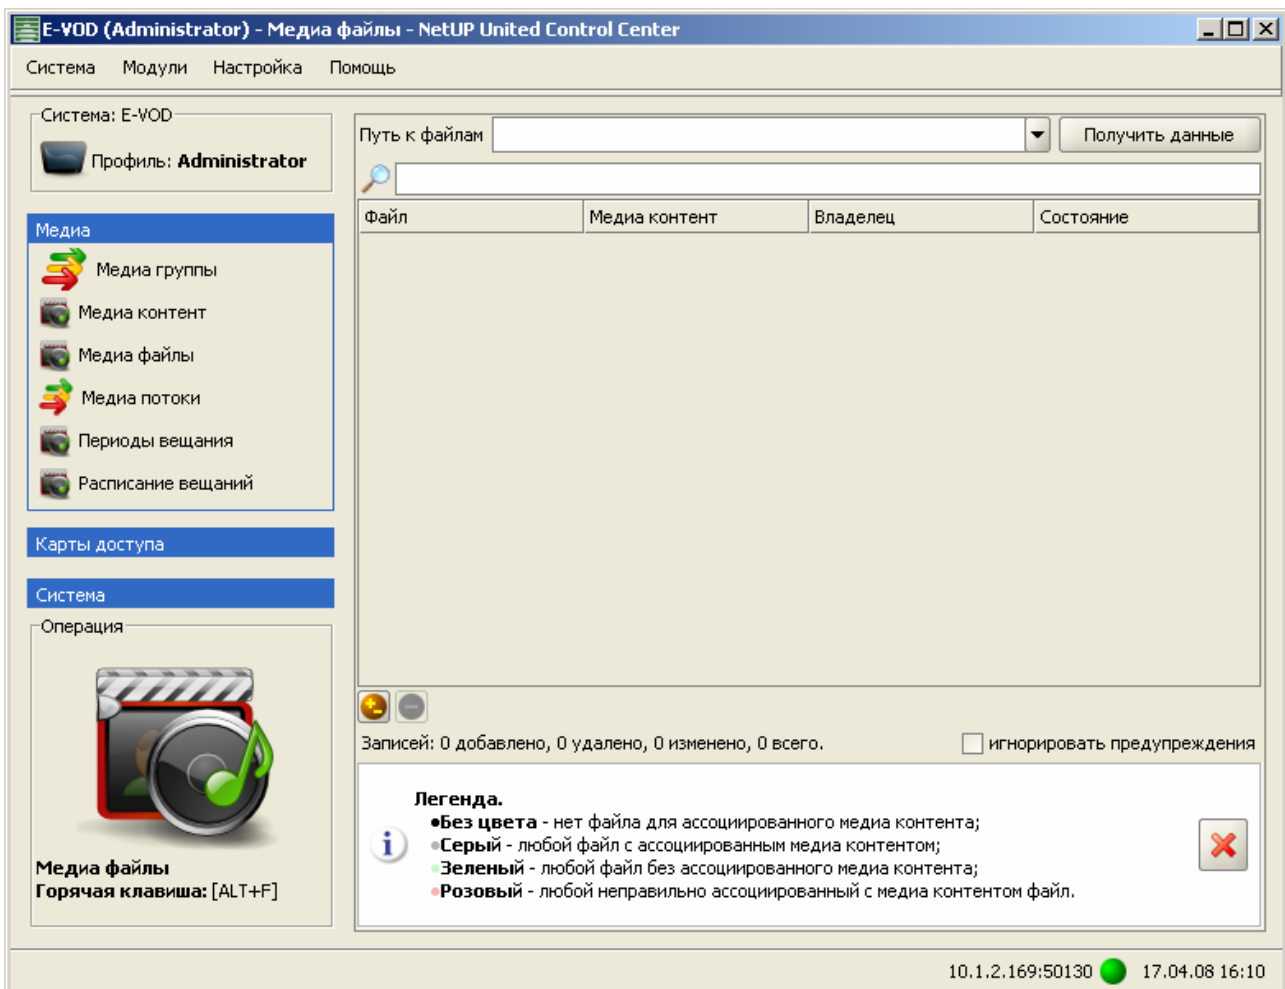 E-VOD (Administrator) - Медиа файлы - NetUP United Control Center
Система Модули Настройка Помощь
Система: E-VOD
Профиль: Administrator
Медиа
Медиа группы
Медиа контент
Медиа файлы
Медиа потоки
Периоды вещания
Расписание вещаний
Карты доступа
Система
Операция
Медиа файлы
Горячая клавиша: [ALT+F]
Путь к файлам
Получить данные
Файл Медиа контент Владелец Состояние
Записей: 0 добавлено, 0 удалено, 0 изменено, 0 всего.
игнорировать предупреждения
Легенда.
•Без цвета - нет файла для ассоциированного медиа контента;
•Серый - любой файл с ассоциированным медиа контентом;
•Зеленый - любой файл без ассоциированного медиа контента;
•Розовый - любой неправильно ассоциированный с медиа контентом файл.
10.1.2.169:50130 17.04.08 16:10